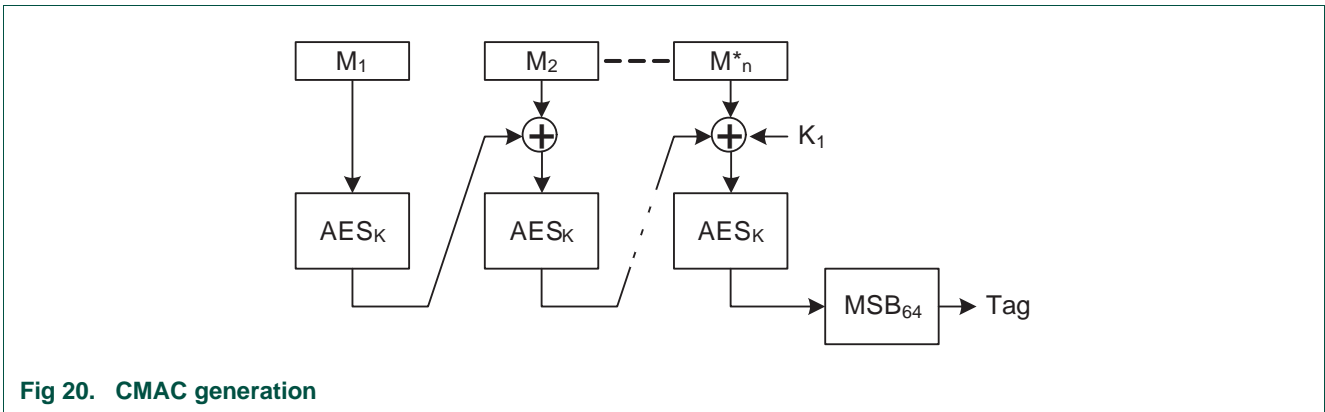 M₁ M₂ M*ₙ
K₁
AESₖ AESₖ AESₖ
MSB₆₄ Tag
Fig 20. CMAC generation